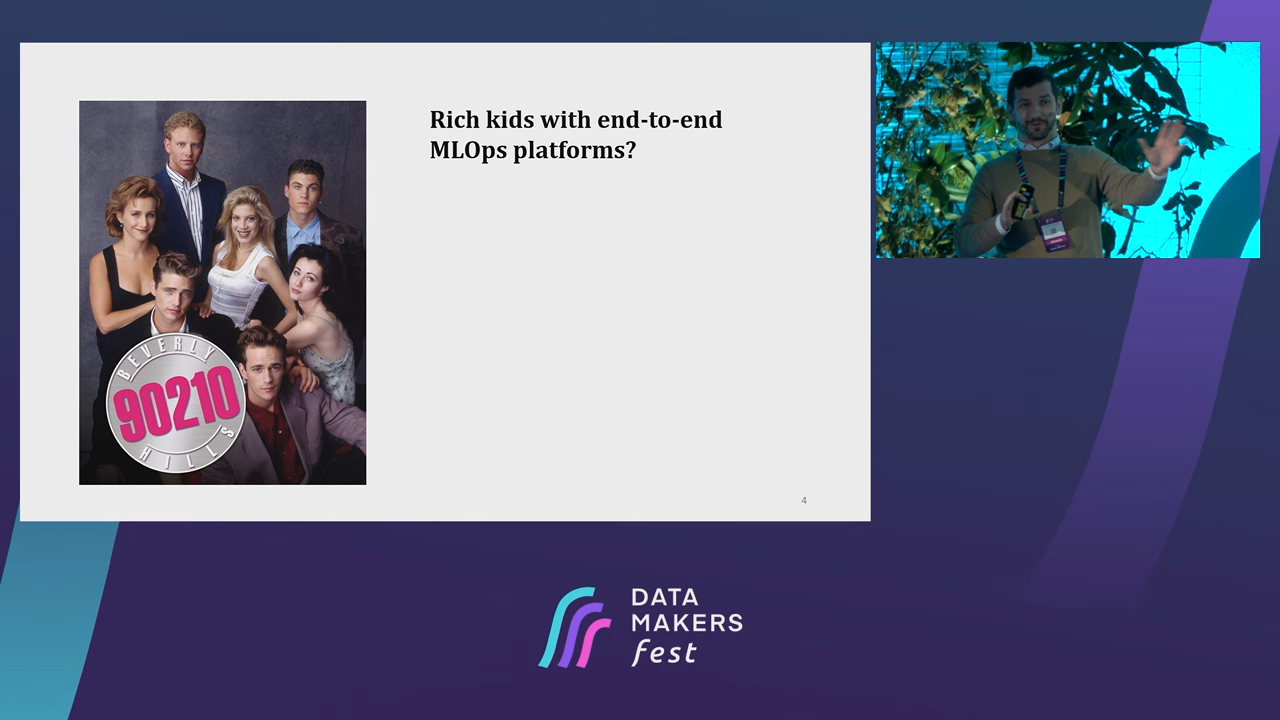 Rich kids with end-to-end
MLOps platforms?
BEVERLY
90210
HILLS
4
DATA
MAKERS
fest